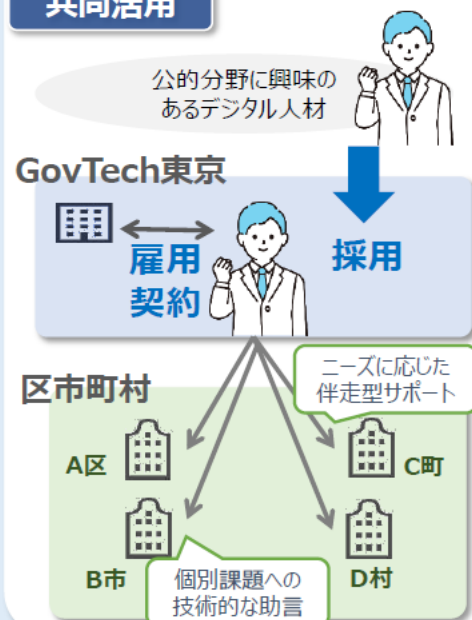 共同活用
公的分野に興味の
あるデジタル人材
GovTech東京
雇用
契約
採用
ニーズに応じた
伴走型サポート
区市町村
A区
C町
B市
D村
個別課題への
技術的な助言